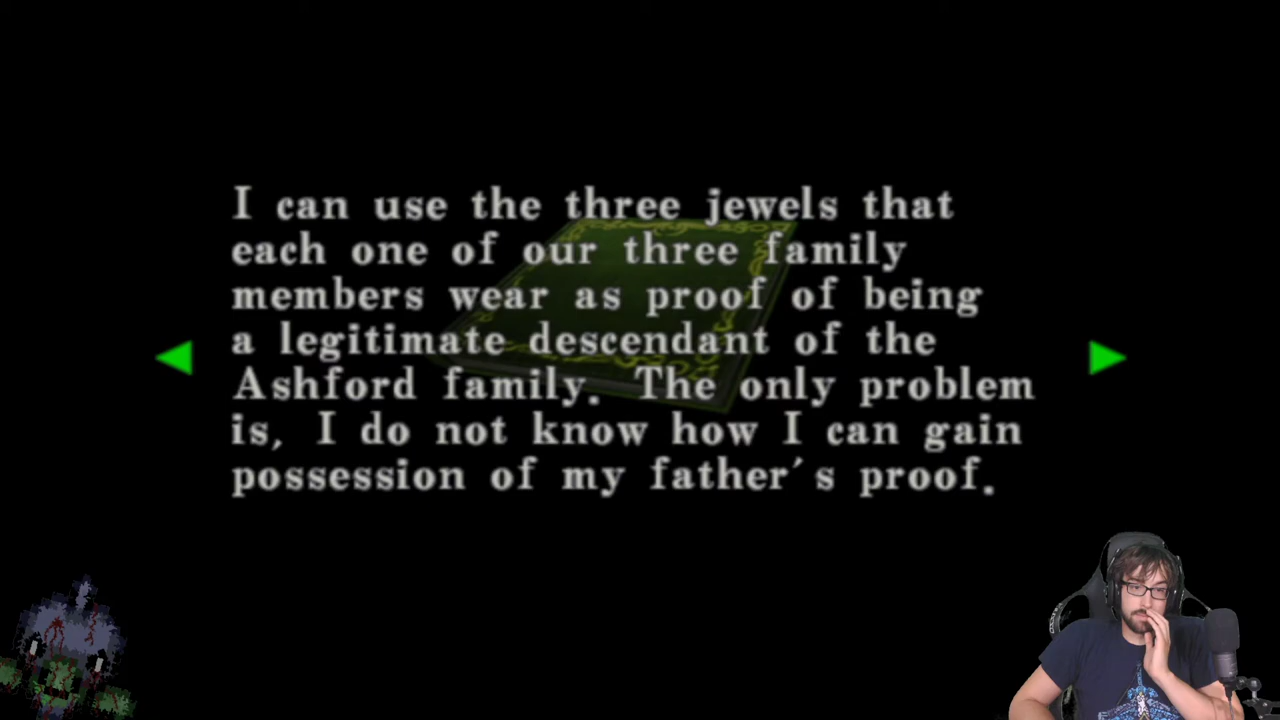 I can use the three jewels that
each one of our three family
members wear as proof of being
a legitimate descendant of the
Ashford family. The only problem
is, I do not know how I can gain
possession of my father's proof.